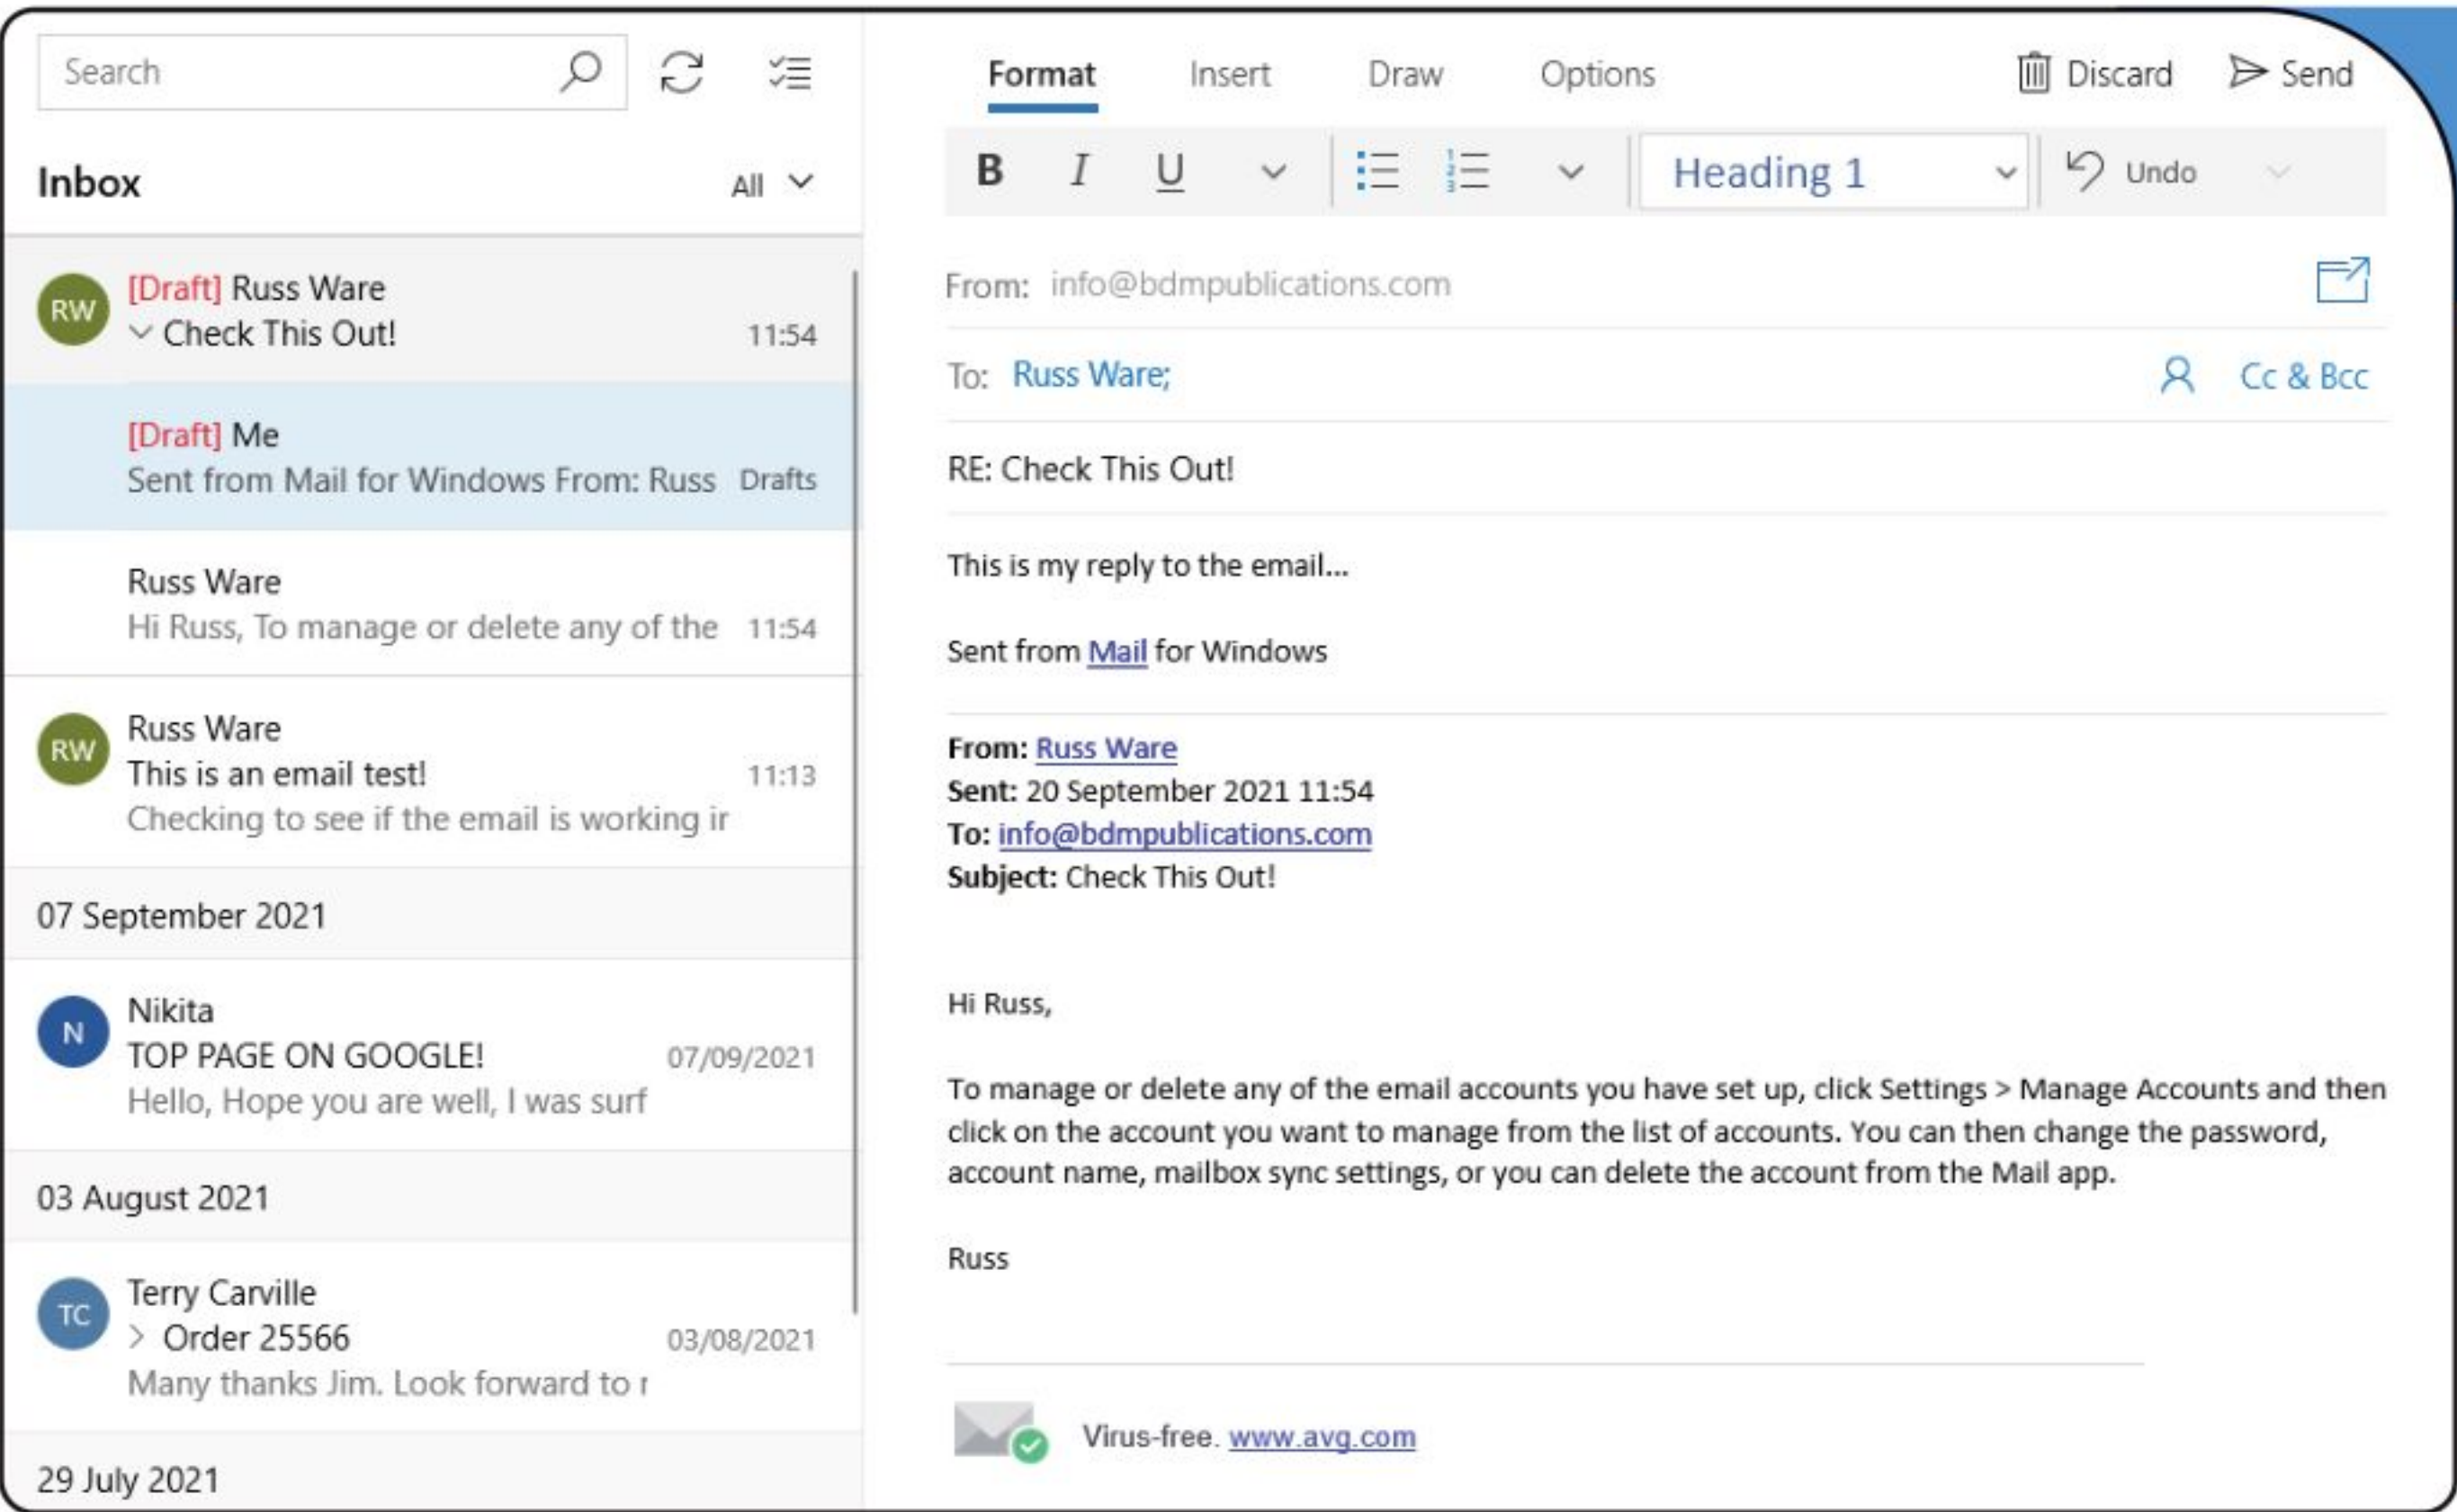 Search
Inbox
All
RW
[Draft] Russ Ware
Check This Out!
11:54
[Draft] Me
Sent from Mail for Windows From: Russ
Drafts
Russ Ware
Hi Russ, To manage or delete any of the
11:54
RW
Russ Ware
This is an email test!
11:13
Checking to see if the email is working
07 September 2021
N
Nikita
TOP PAGE ON GOOGLE!
07/09/2021
Hello, Hope you are well, I was surf
03 August 2021
TC
Terry Carville
Order 25566
03/08/2021
Many thanks Jim. Look forward to
29 July 2021
Format
Insert
Draw
Options
Discard
Send
B
I
U
1
2
3
Heading 1
Undo
From: info@bdmpublications.com
To: Russ Ware;
Cc & Bcc
RE: Check This Out!
This is my reply to the email...
Sent from Mail for Windows
From: Russ Ware
Sent: 20 September 2021 11:54
To: info@bdmpublications.com
Subject: Check This Out!
Hi Russ,
To manage or delete any of the email accounts you have set up, click Settings > Manage Accounts and then
click on the account you want to manage from the list of accounts. You can then change the password,
account name, mailbox sync settings, or you can delete the account from the Mail app.
Russ
Virus-free. www.avg.com